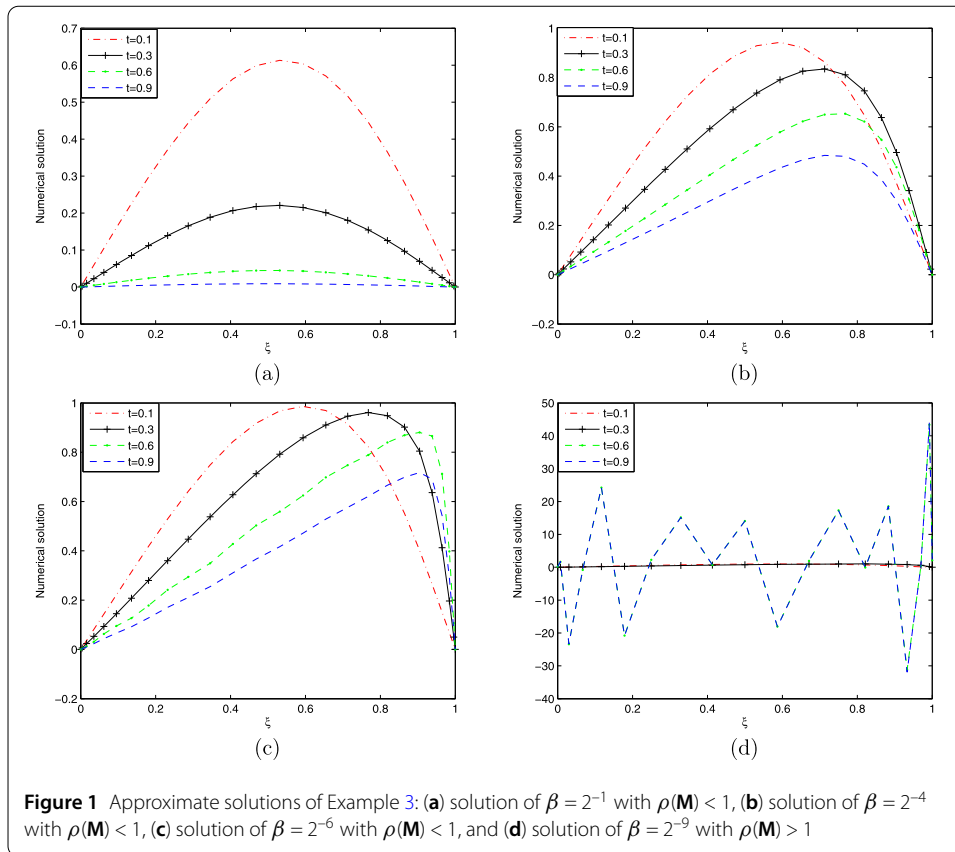 0.7
0.6
0.5
0.4
0.3
0.2
0.1
0
−0.1
Numerical solution
t=0.1
t=0.3
t=0.6
t=0.9
0 0.2 0.4 0.6 0.8 1
ξ
(a)
1
0.8
0.6
0.4
0.2
0
−0.2
Numerical solution
t=0.1
t=0.3
t=0.6
t=0.9
0 0.2 0.4 0.6 0.8 1
ξ
(b)
1
0.8
0.6
0.4
0.2
0
−0.2
Numerical solution
t=0.1
t=0.3
t=0.6
t=0.9
0 0.2 0.4 0.6 0.8 1
ξ
(c)
50
40
30
20
10
0
−10
−20
−30
−40
Numerical solution
t=0.1
t=0.3
t=0.6
t=0.9
0 0.2 0.4 0.6 0.8 1
ξ
(d)
Figure 1 Approximate solutions of Example 3: (a) solution of β = 2⁻¹ with ρ(M) < 1, (b) solution of β = 2⁻⁴
with ρ(M) < 1, (c) solution of β = 2⁻⁶ with ρ(M) < 1, and (d) solution of β = 2⁻⁹ with ρ(M) > 1